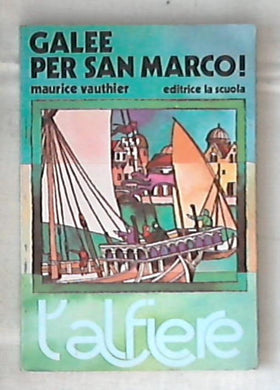 GALEE
PER SAN MARCO!
maurice vauthier editrice la scuola
l'alfiere